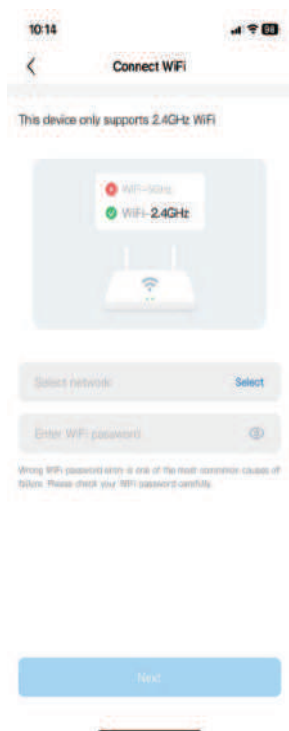 10:14
98
Connect WiFi
This device only supports 2.4GHz WiFi
WiFi-5GHz
WiFi-2.4GHz
Select network
Select
Enter WiFi password
Wrong WiFi password entry is one of the most common causes of
failure. Please check your WiFi password carefully.
Next